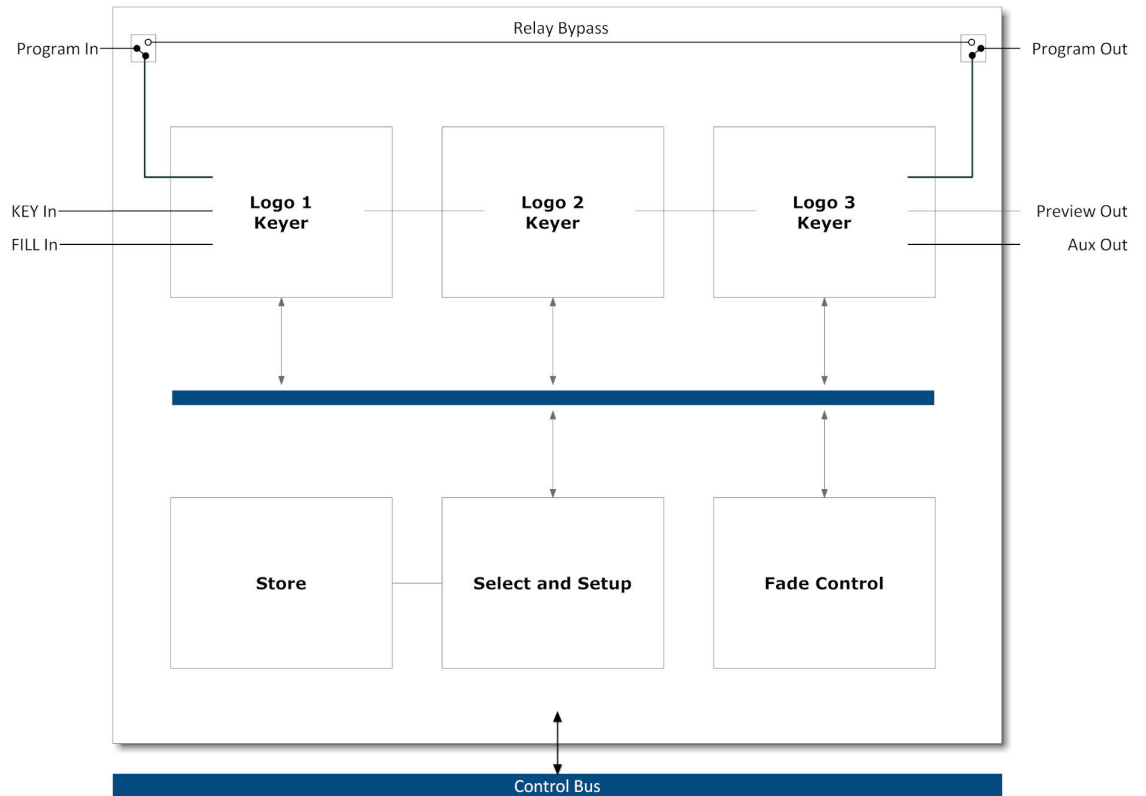 Relay Bypass
Program In
Program Out
Logo 1
Keyer
Logo 2
Keyer
Logo 3
Keyer
KEY In
Preview Out
FILL In
Aux Out
Store
Select and Setup
Fade Control
Control Bus